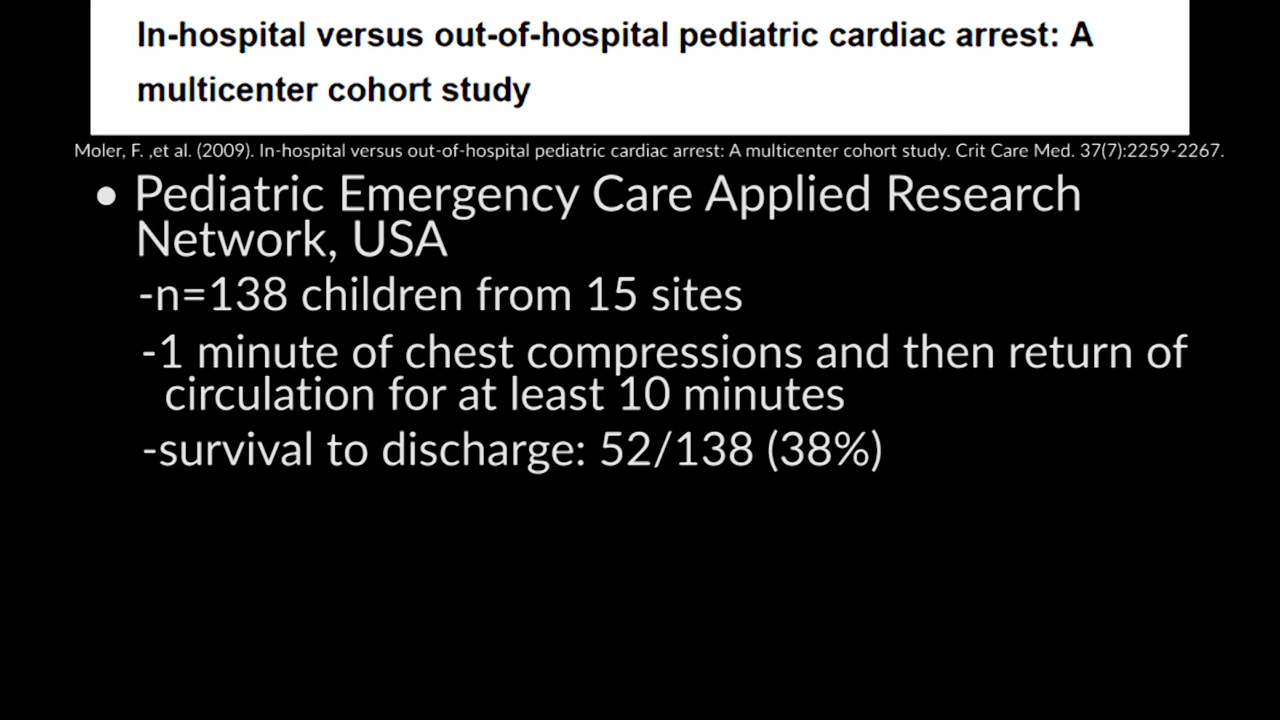 In-hospital versus out-of-hospital pediatric cardiac arrest: A
multicenter cohort study
Moler, F. ,et al. (2009). In-hospital versus out-of-hospital pediatric cardiac arrest: A multicenter cohort study. Crit Care Med. 37(7):2259-2267.
• Pediatric Emergency Care Applied Research
Network, USA
-n=138 children from 15 sites
-1 minute of chest compressions and then return of
circulation for at least 10 minutes
-survival to discharge: 52/138 (38%)